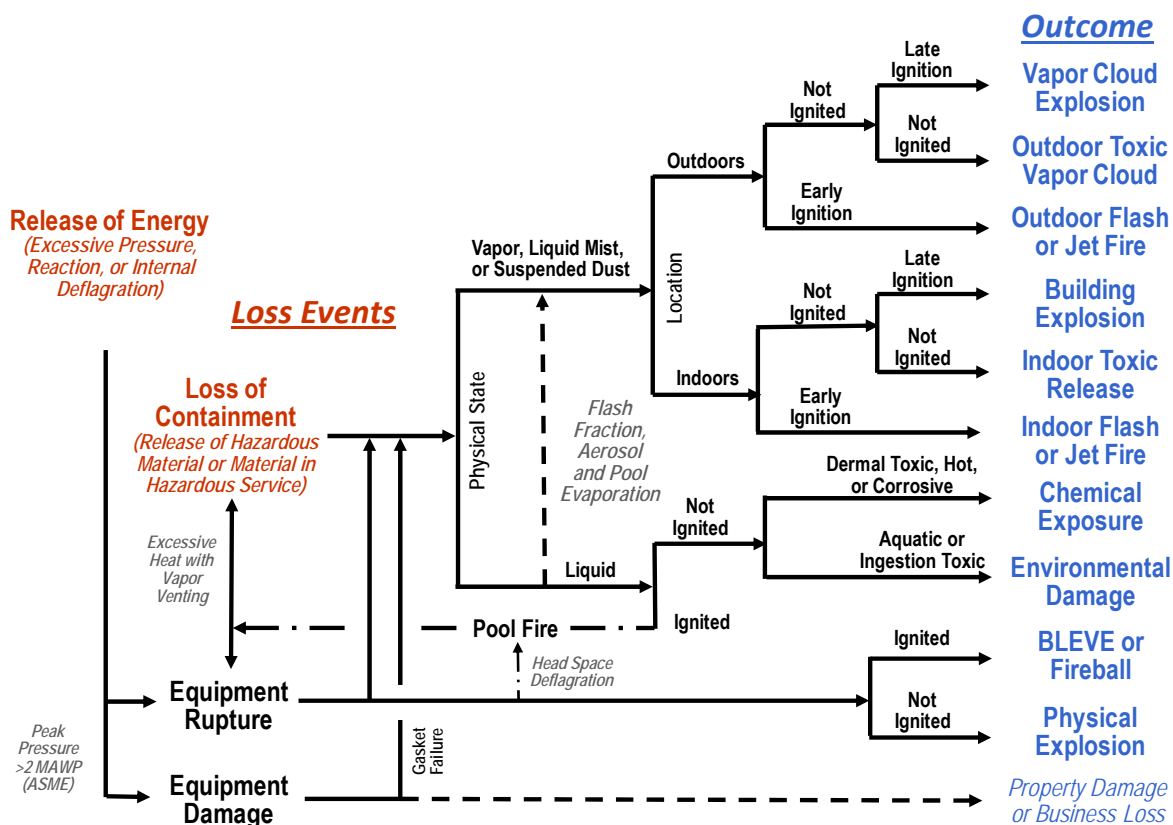 Outcome
Late
Ignition
Vapor Cloud
Explosion
Not
Ignited
Not
Ignited
Outdoor Toxic
Vapor Cloud
Outdoors
Early
Ignition
Outdoor Flash
or Jet Fire
Release of Energy
(Excessive Pressure,
Reaction, or Internal
Deflagration)
Vapor, Liquid Mist,
or Suspended Dust
Location
Late
Ignition
Building
Explosion
Not
Ignited
Loss Events
Not
Ignited
Indoor Toxic
Release
Indoors
Early
Ignition
Indoor Flash
or Jet Fire
Loss of
Containment
(Release of Hazardous
Material or Material in
Hazardous Service)
Physical State
Flash
Fraction,
Aerosol
and Pool
Evaporation
Dermal Toxic, Hot,
or Corrosive
Chemical
Exposure
Not
Ignited
Excessive
Heat with
Vapor
Venting
Liquid
Aquatic or
Ingestion Toxic
Environmental
Damage
Pool Fire
Ignited
Ignited
BLEVE or
Fireball
Head Space
Deflagration
Equipment
Rupture
Not
Ignited
Physical
Explosion
Peak
Pressure
>2 MAWP
(ASME)
Gasket
Failure
Equipment
Damage
Property Damage
or Business Loss